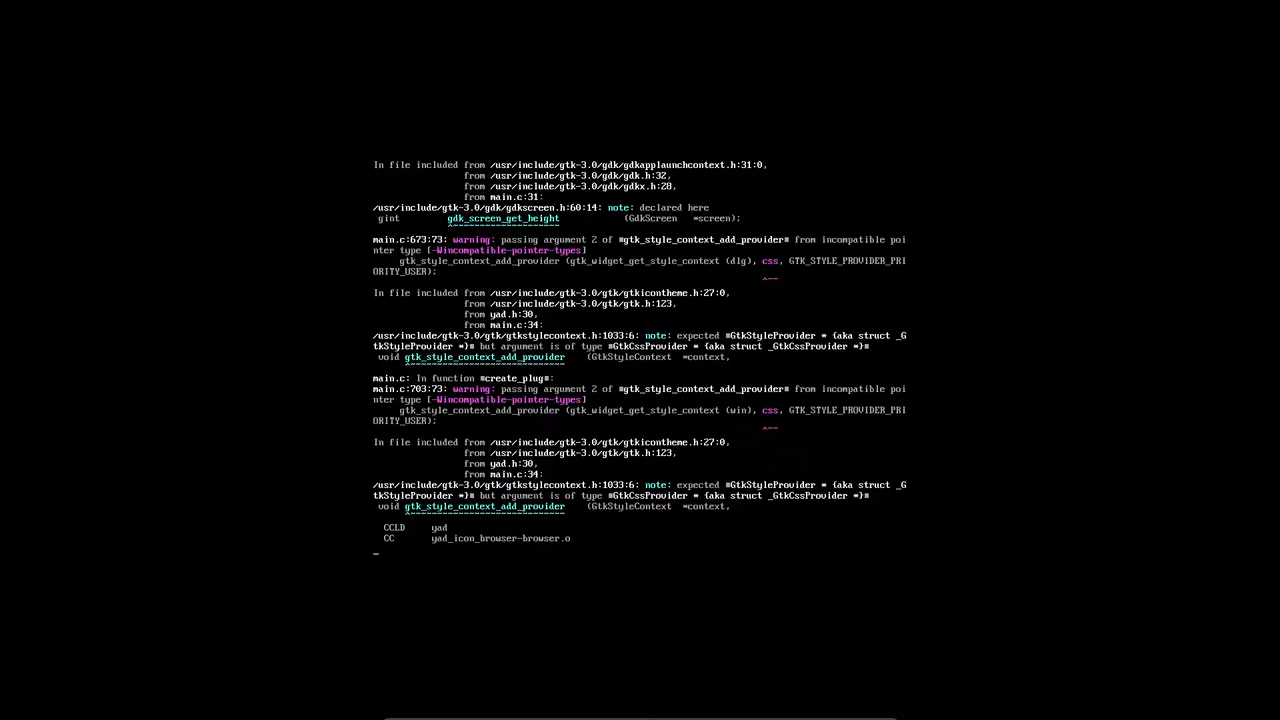 In file included from /usr/include/gtk-3.0/gdk/gdkapplaunchcontext.h:31:0,
from /usr/include/gtk-3.0/gdk/gdk.h:32,
from /usr/include/gtk-3.0/gdk/gdkx.h:28,
from main.c:31:
/usr/include/gtk-3.0/gdk/gdkscreen.h:60:14: note: declared here
gint gdk_screen_get_height (GdkScreen *screen);
^~~~~~~~~~~~~~~~~~~~~
main.c:673:73: warning: passing argument 2 of ■gtk_style_context_add_provider■ from incompatible poi
nter type [-Wincompatible-pointer-types]
gtk_style_context_add_provider (gtk_widget_get_style_context (dlg), css, GTK_STYLE_PROVIDER_PRI
ORITY_USER);
^~~
In file included from /usr/include/gtk-3.0/gtk/gtkicontheme.h:27:0,
from /usr/include/gtk-3.0/gtk/gtk.h:123,
from yad.h:30,
from main.c:34:
/usr/include/gtk-3.0/gtk/gtkstylecontext.h:1033:6: note: expected ■GtkStyleProvider * {aka struct _G
tkStyleProvider *}■ but argument is of type ■GtkCssProvider * {aka struct _GtkCssProvider *}■
void gtk_style_context_add_provider (GtkStyleContext *context,
^~~~~~~~~~~~~~~~~~~~~~~~~~~~~~
main.c: In function ■create_plug■:
main.c:703:73: warning: passing argument 2 of ■gtk_style_context_add_provider■ from incompatible poi
nter type [-Wincompatible-pointer-types]
gtk_style_context_add_provider (gtk_widget_get_style_context (win), css, GTK_STYLE_PROVIDER_PRI
ORITY_USER);
^~~
In file included from /usr/include/gtk-3.0/gtk/gtkicontheme.h:27:0,
from /usr/include/gtk-3.0/gtk/gtk.h:123,
from yad.h:30,
from main.c:34:
/usr/include/gtk-3.0/gtk/gtkstylecontext.h:1033:6: note: expected ■GtkStyleProvider * {aka struct _G
tkStyleProvider *}■ but argument is of type ■GtkCssProvider * {aka struct _GtkCssProvider *}■
void gtk_style_context_add_provider (GtkStyleContext *context,
^~~~~~~~~~~~~~~~~~~~~~~~~~~~~~
CCLD yad
CC yad_icon_browser-browser.o
_